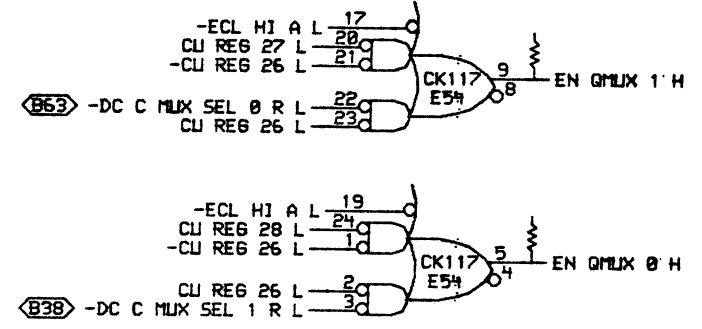 -ECL HI A L 17
CU REG 27 L 20
-CU REG 26 L 21
CK117 9 EN QMUX 1 H
E54 8
B63 -DC C MUX SEL 0 R L 22
CU REG 26 L 23
-ECL HI A L 19
CU REG 28 L 24
-CU REG 26 L 1
CK117 5 EN QMUX 0 H
E54 4
CU REG 26 L 2
B38 -DC C MUX SEL 1 R L 3